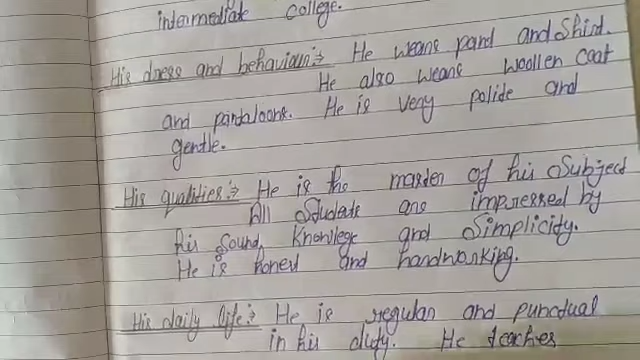 intermediate college.
His dress and behaviour:→ He wears pant and Shirt.
He also wears woollen coat
and pantaloons. He is very polite and
gentle.
His qualities:→ He is the master of his Subject
All Students are impressed by
his sound, knowllege and Simplicity.
He is honest and handworking.
His daily life:→ He is regular and punctual
in his duty. He teaches